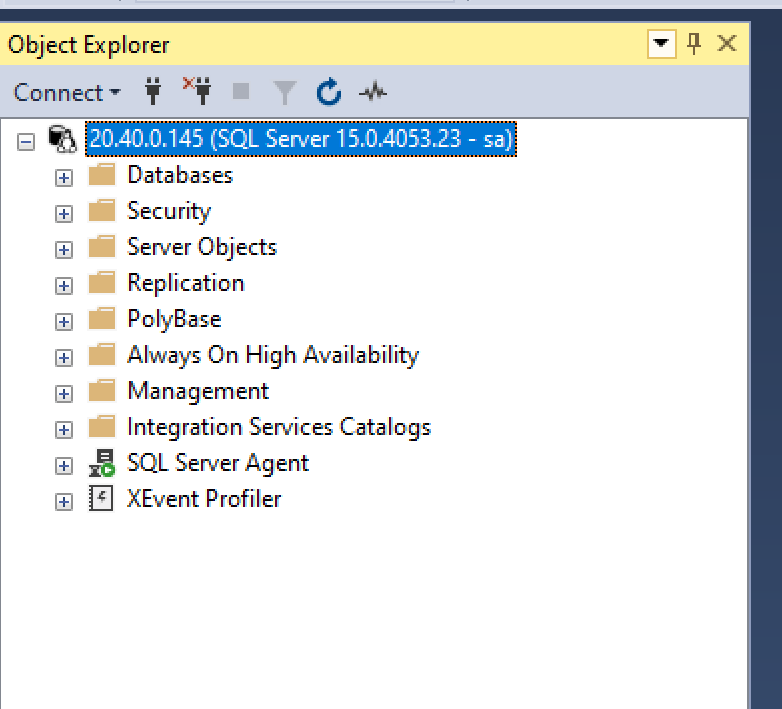 Object Explorer
Connect
20.40.0.145 (SQL Server 15.0.4053.23 - sa)
Databases
Security
Server Objects
Replication
PolyBase
Always On High Availability
Management
Integration Services Catalogs
SQL Server Agent
XEvent Profiler